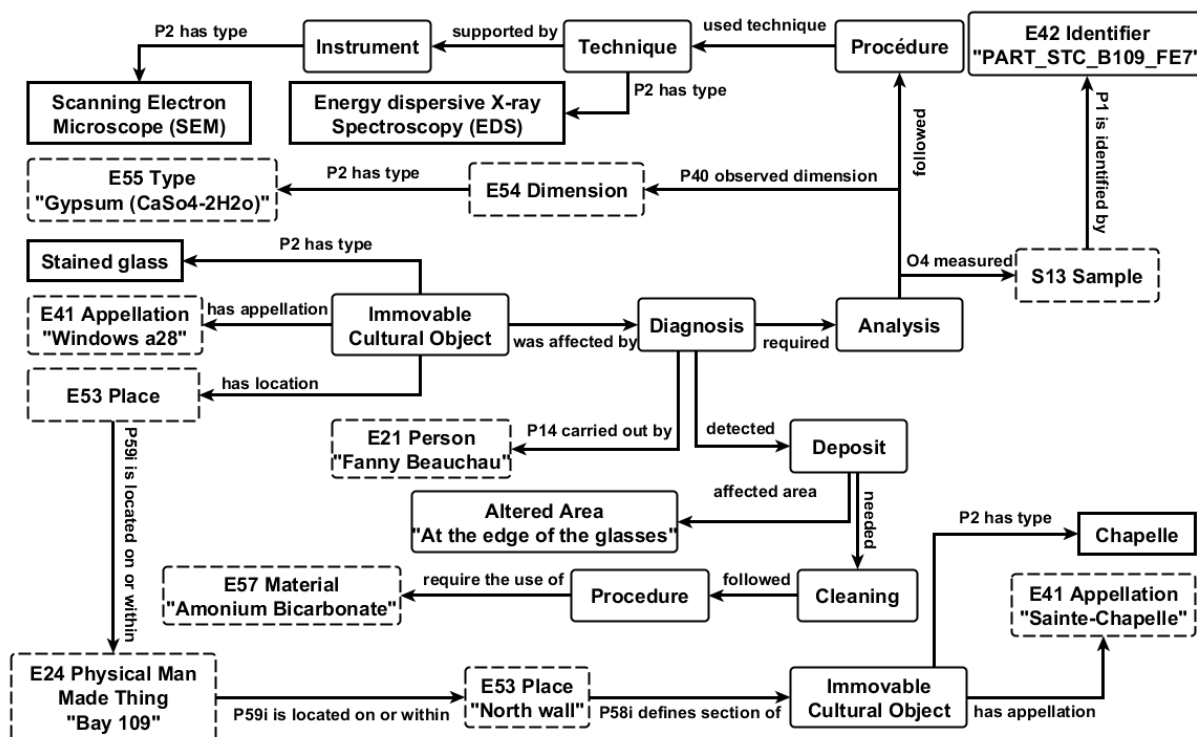 P2 has type
Instrument
supported by
Technique
used technique
Procédure
E42 Identifier
"PART_STC_B109_FE7"
Scanning Electron
Microscope (SEM)
Energy dispersive X-ray
Spectroscopy (EDS)
P2 has type
followed
P1 is identified by
E55 Type
"Gypsum (CaSo4-2H2o)"
P2 has type
E54 Dimension
P40 observed dimension
Stained glass
P2 has type
O4 measured
S13 Sample
E41 Appellation
"Windows a28"
has appellation
Immovable
Cultural Object
was affected by
Diagnosis
required
Analysis
E53 Place
has location
P59i is located on or within
E21 Person
"Fanny Beauchau"
P14 carried out by
detected
Deposit
Altered Area
"At the edge of the glasses"
affected area
needed
P2 has type
Chapelle
E57 Material
"Amonium Bicarbonate"
require the use of
Procedure
followed
Cleaning
E41 Appellation
"Sainte-Chapelle"
E24 Physical Man
Made Thing
"Bay 109"
P59i is located on or within
E53 Place
"North wall"
P58i defines section of
Immovable
Cultural Object
has appellation